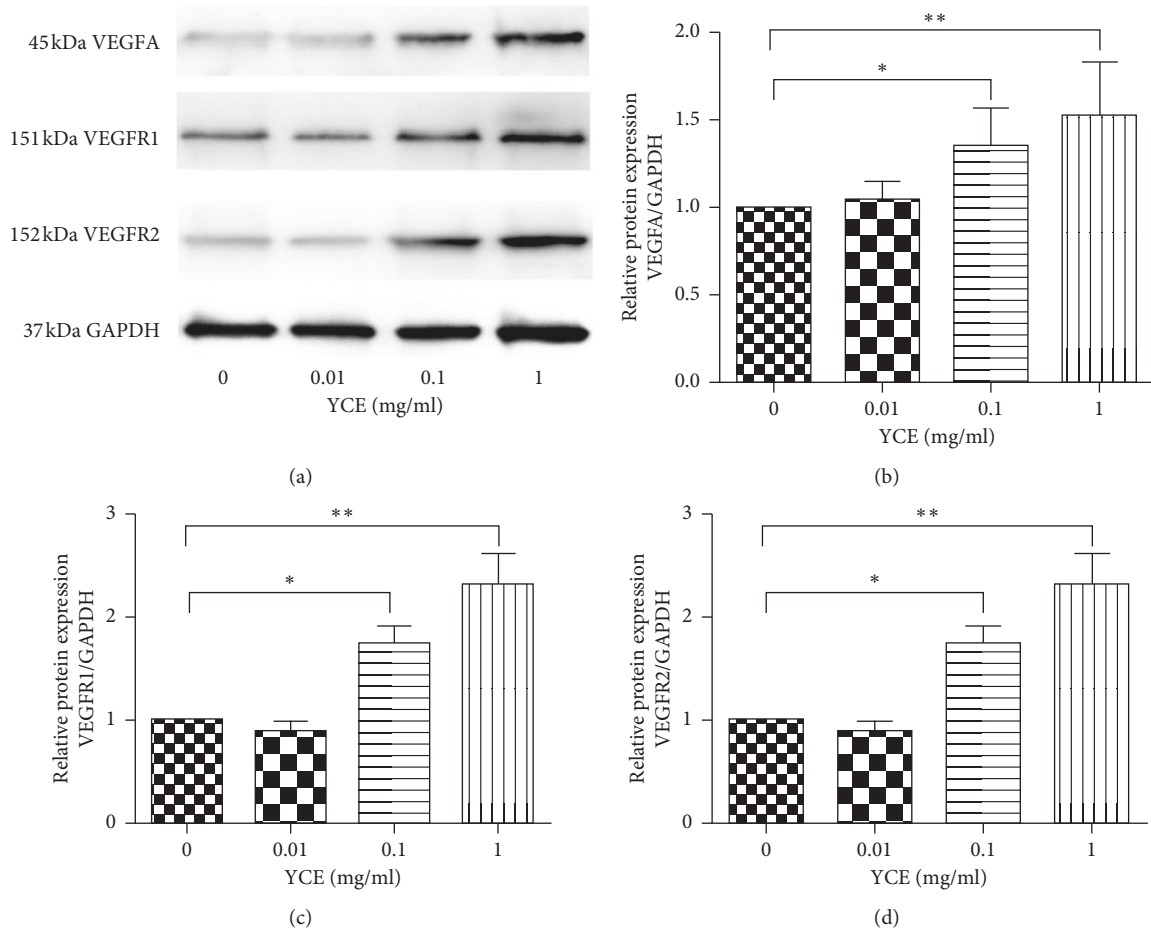 45 kDa VEGFA
151 kDa VEGFR1
152 kDa VEGFR2
37 kDa GAPDH
0 0.01 0.1 1
YCE (mg/ml)
(a)
Relative protein expression
VEGFA/GAPDH
2.0
1.5
1.0
0.5
0.0
**
*
0 0.01 0.1 1
YCE (mg/ml)
(b)
Relative protein expression
VEGFR1/GAPDH
3
2
1
0
**
*
0 0.01 0.1 1
YCE (mg/ml)
(c)
Relative protein expression
VEGFR2/GAPDH
3
2
1
0
**
*
0 0.01 0.1 1
YCE (mg/ml)
(d)